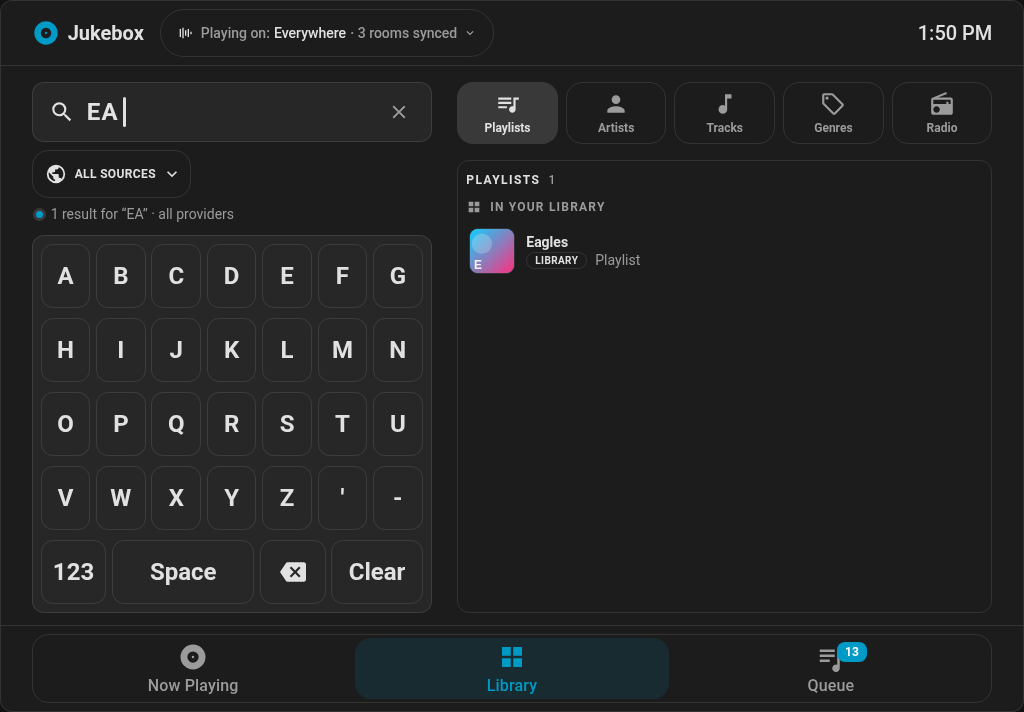 Jukebox
Playing on: Everywhere · 3 rooms synced
1:50 PM
EA
ALL SOURCES
1 result for “EA” · all providers
A B C D E F G
H I J K L M N
O P Q R S T U
V W X Y Z ' -
123 Space Clear
Playlists
Artists
Tracks
Genres
Radio
PLAYLISTS 1
IN YOUR LIBRARY
E
Eagles
LIBRARY Playlist
Now Playing
Library
13
Queue